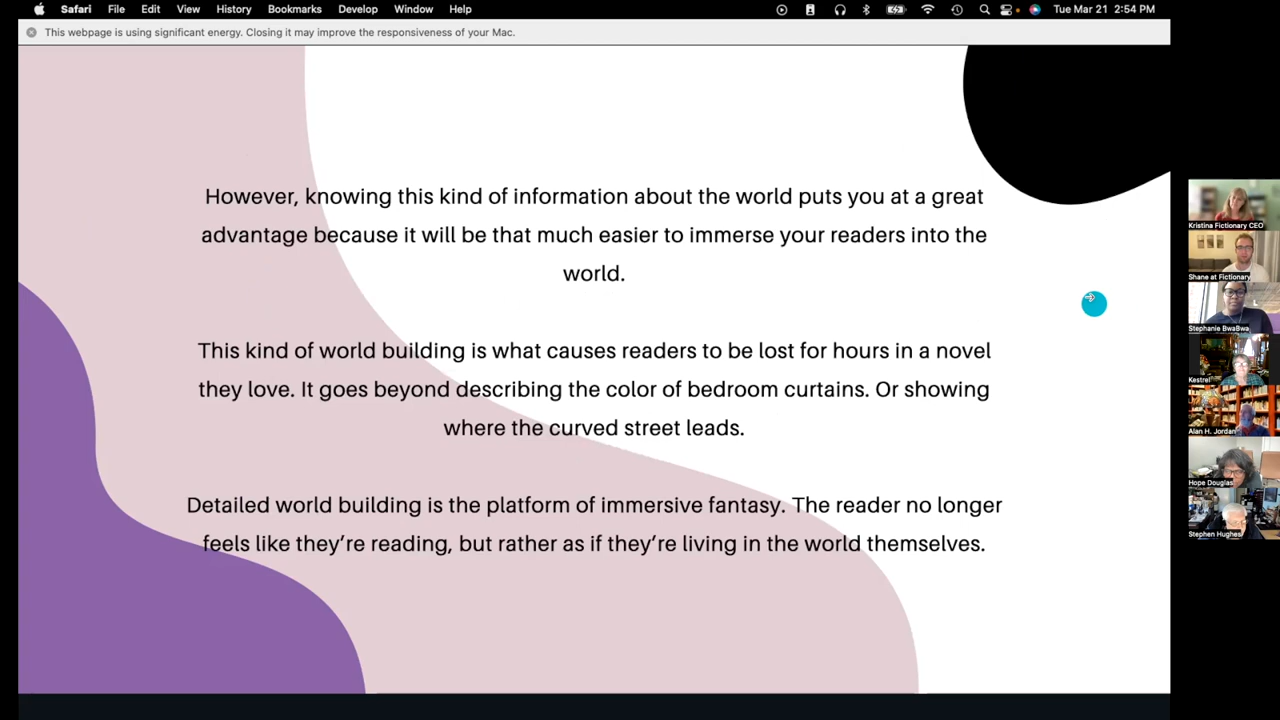 Safari File Edit View History Bookmarks Develop Window Help Tue Mar 21 2:54 PM
This webpage is using significant energy. Closing it may improve the responsiveness of your Mac.
However, knowing this kind of information about the world puts you at a great
advantage because it will be that much easier to immerse your readers into the
world.
This kind of world building is what causes readers to be lost for hours in a novel
they love. It goes beyond describing the color of bedroom curtains. Or showing
where the curved street leads.
Detailed world building is the platform of immersive fantasy. The reader no longer
feels like they’re reading, but rather as if they’re living in the world themselves.
Kristina Fictionary CEO
Shane at Fictionary
Stephanie BwaBwa
Kestrel
Alan H. Jordan
Hope Douglas
Stephen Hughes